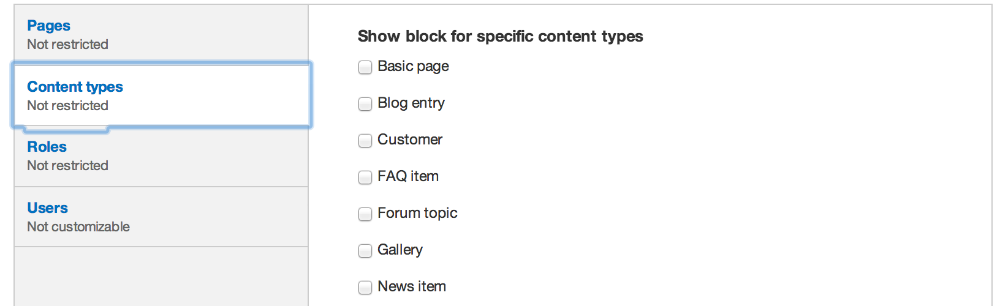 Pages
Not restricted
Content types
Not restricted
Roles
Not restricted
Users
Not customizable
Show block for specific content types
Basic page
Blog entry
Customer
FAQ item
Forum topic
Gallery
News item